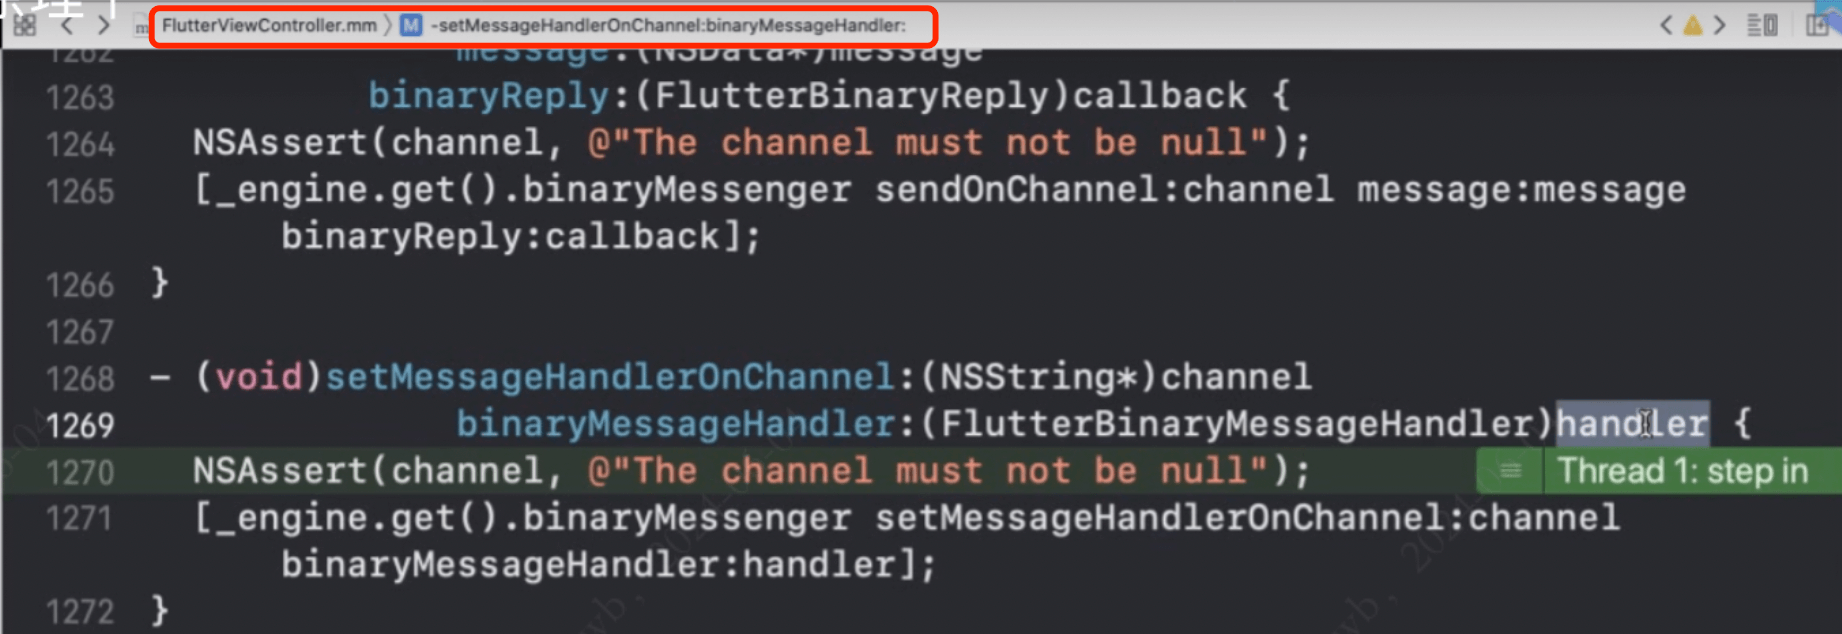 FlutterViewController.mm 〉 M -setMessageHandlerOnChannel:binaryMessageHandler:
1262 message:(NSData*)message
1263 binaryReply:(FlutterBinaryReply)callback {
1264 NSAssert(channel, @"The channel must not be null");
1265 [_engine.get().binaryMessenger sendOnChannel:channel message:message
binaryReply:callback];
1266 }
1267
1268 – (void)setMessageHandlerOnChannel:(NSString*)channel
1269 binaryMessageHandler:(FlutterBinaryMessageHandler)handler {
1270 NSAssert(channel, @"The channel must not be null"); Thread 1: step in
1271 [_engine.get().binaryMessenger setMessageHandlerOnChannel:channel
binaryMessageHandler:handler];
1272 }